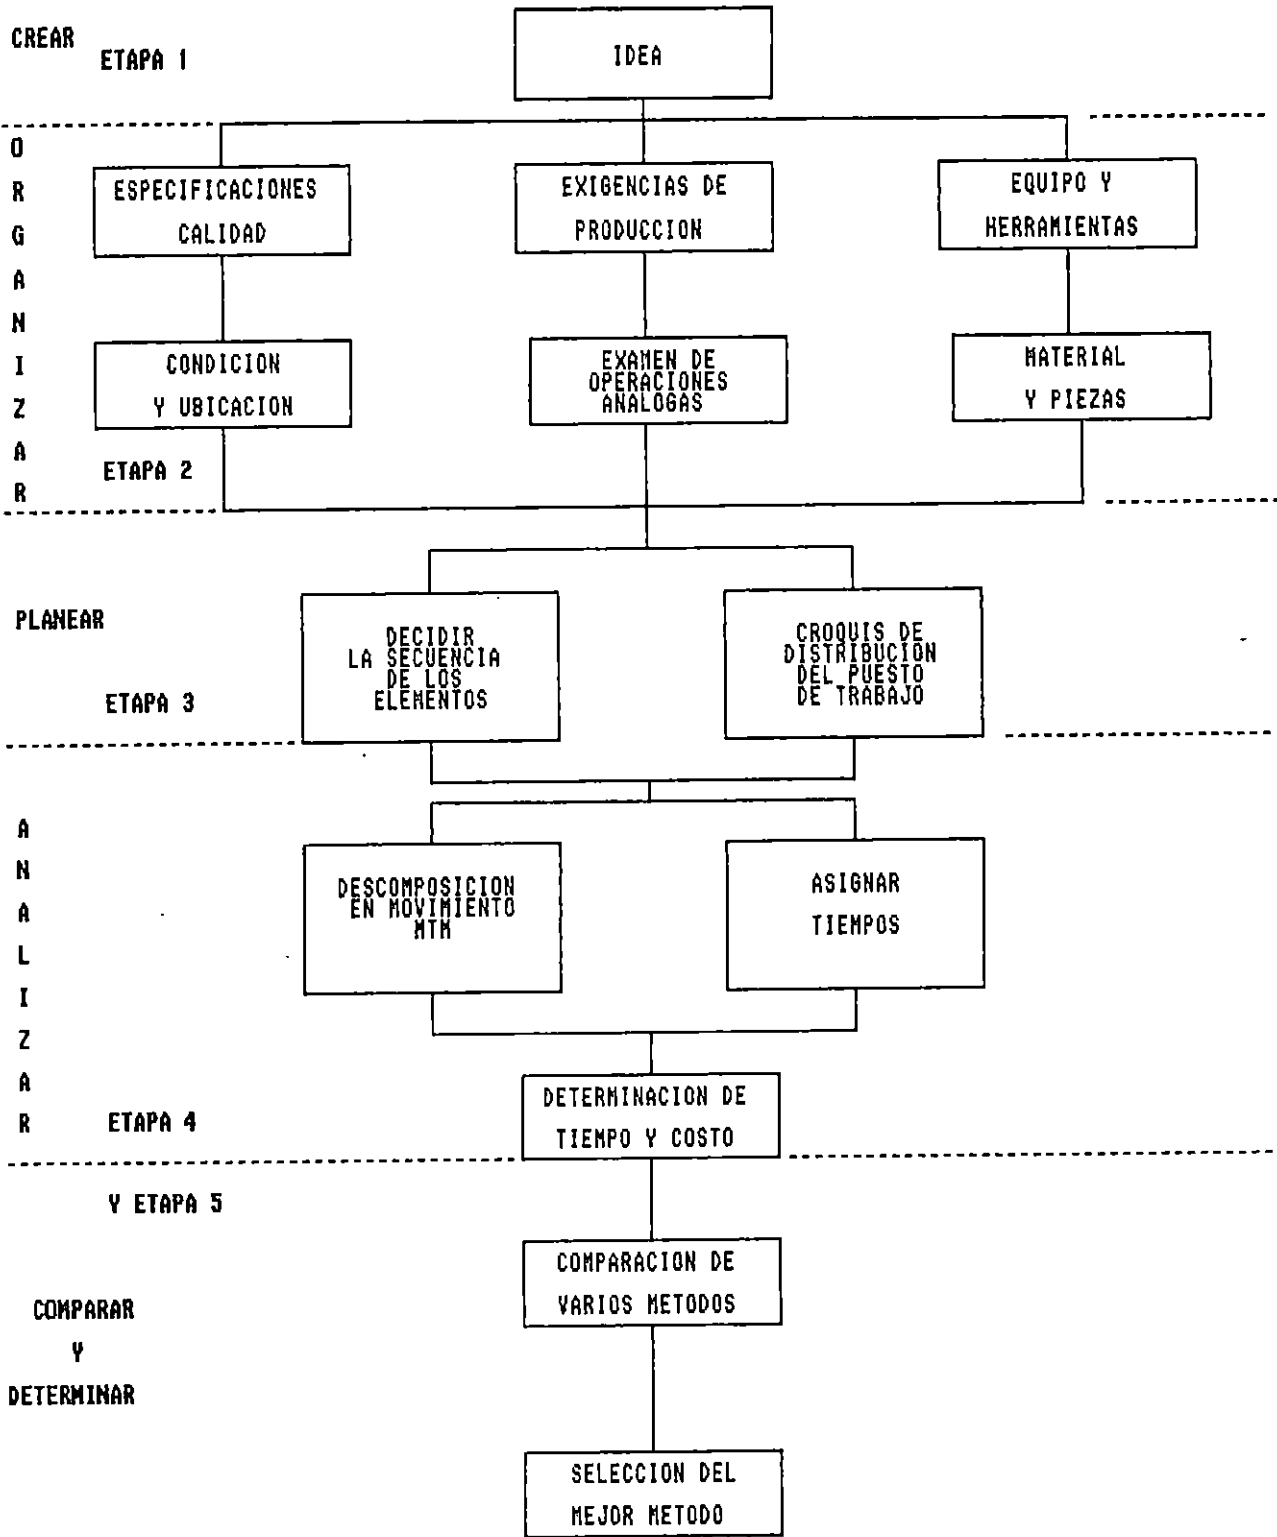 CREAR
ETAPA 1
IDEA
O
R
G
A
N
I
Z
A
R
ESPECIFICACIONES
CALIDAD
EXIGENCIAS DE
PRODUCCION
EQUIPO Y
HERRAMIENTAS
CONDICION
Y UBICACION
EXAMEN DE
OPERACIONES
ANALOGAS
MATERIAL
Y PIEZAS
ETAPA 2
PLANEAR
ETAPA 3
DECIDIR
LA SECUENCIA
DE LOS
ELEMENTOS
CROQUIS DE
DISTRIBUCION
DEL PUESTO
DE TRABAJO
A
N
A
L
I
Z
A
R
DESCOMPOSICION
EN MOVIMIENTO
MTM
ASIGNAR
TIEMPOS
ETAPA 4
DETERMINACION DE
TIEMPO Y COSTO
Y ETAPA 5
COMPARAR
Y
DETERMINAR
COMPARACION DE
VARIOS METODOS
SELECCION DEL
MEJOR METODO